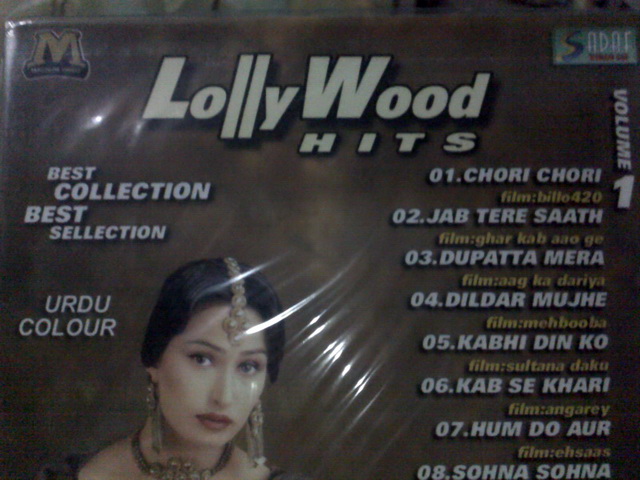 M
SADAF
LollyWood
HITS
VOLUME 1
BEST
COLLECTION
BEST
SELLECTION
URDU
COLOUR
01.CHORI CHORI
film:billo420
02.JAB TERE SAATH
film:ghar kab aao ge
03.DUPATTA MERA
film:aag ka dariya
04.DILDAR MUJHE
film:mehbooba
05.KABHI DIN KO
film:sultana daku
06.KAB SE KHARI
film:angarey
07.HUM DO AUR
film:ehsaas
08.SOHNA SOHNA